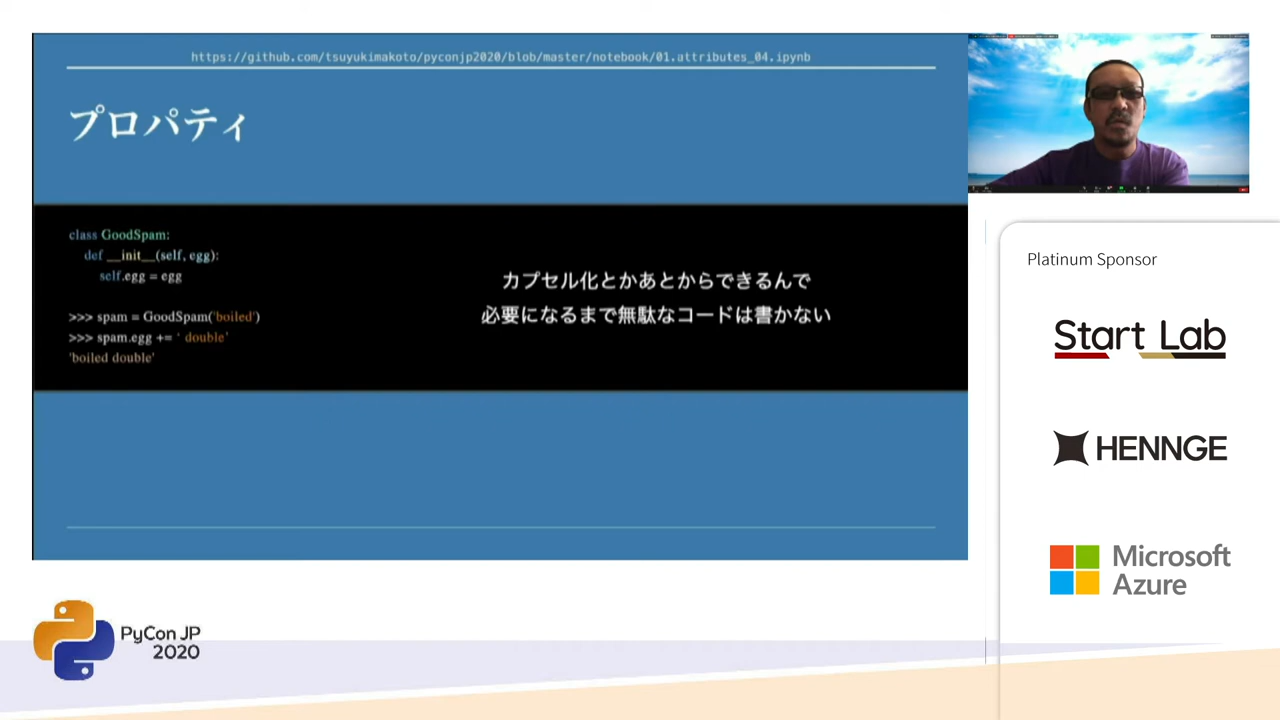 https://github.com/tsuyukimakoto/pyconjp2020/blob/master/notebook/01.attributes_04.ipynb
プロパティ
class GoodSpam:
def __init__(self, egg):
self.egg = egg
>>> spam = GoodSpam('boiled')
>>> spam.egg += ' double'
'boiled double'
カプセル化とかあとからできるんで
必要になるまで無駄なコードは書かない
Platinum Sponsor
Start Lab
HENNGE
Microsoft
Azure
PyCon JP
2020